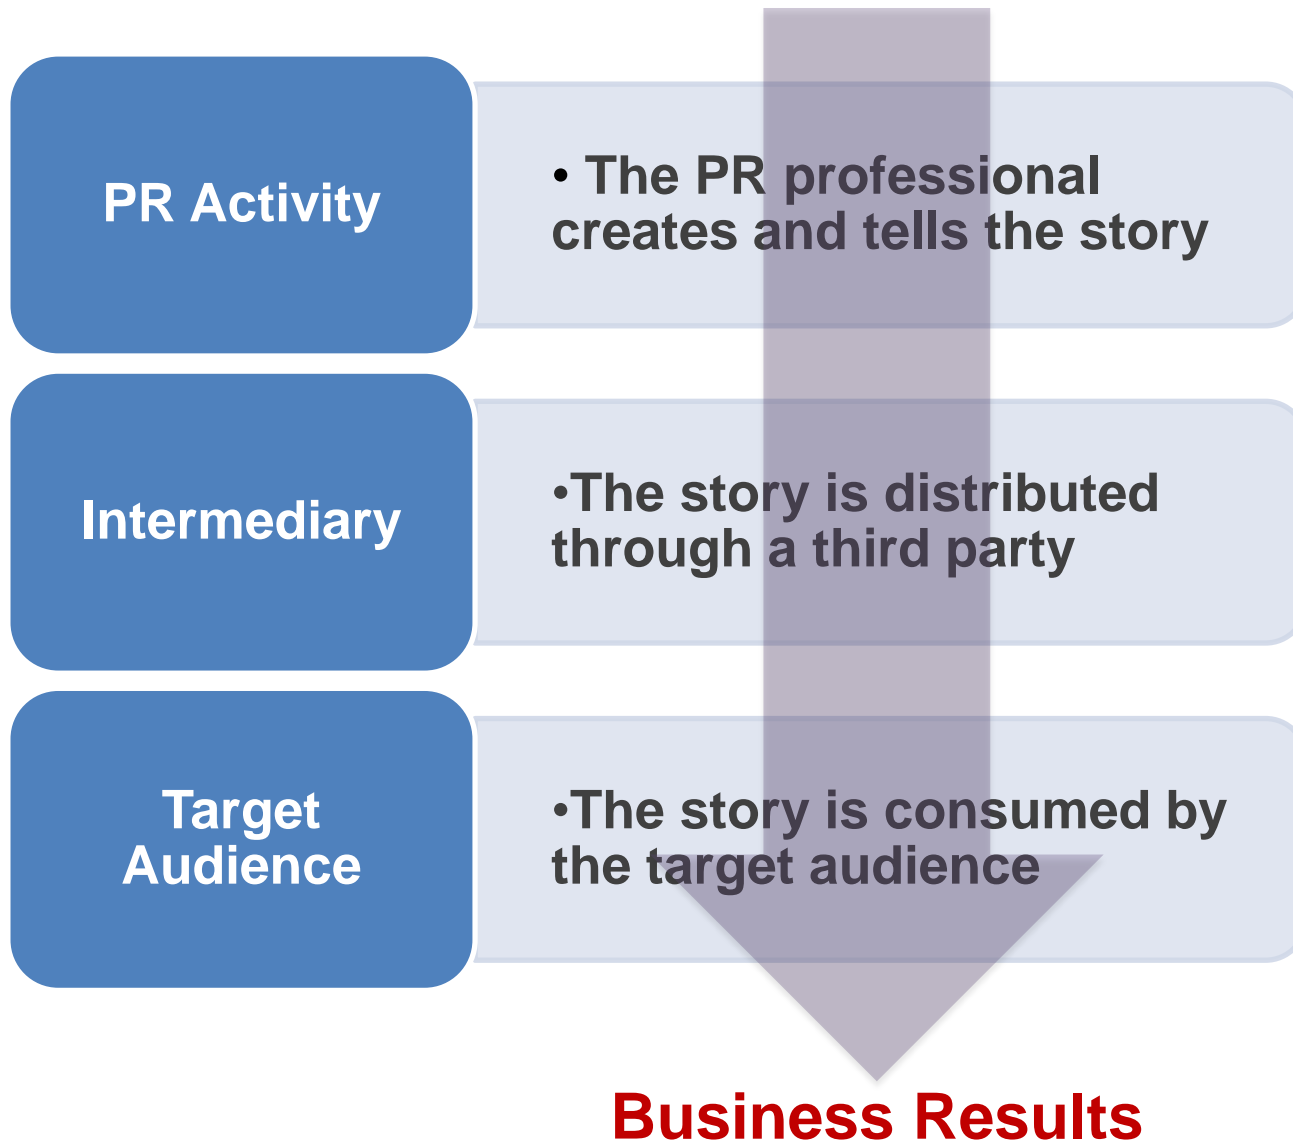 PR Activity
• The PR professional
creates and tells the story
Intermediary
•The story is distributed
through a third party
Target
Audience
•The story is consumed by
the target audience
Business Results